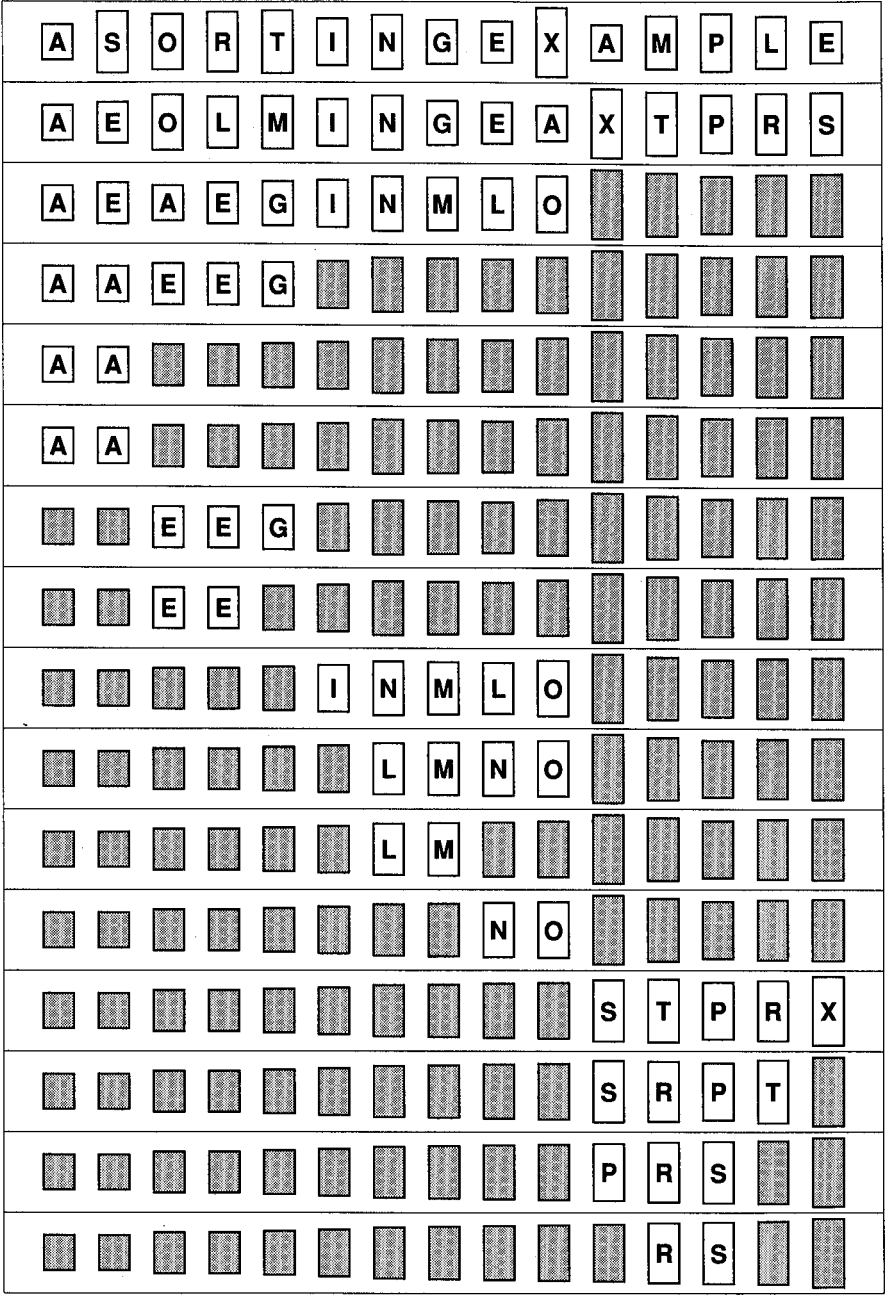 A S O R T I N G E X A M P L E
A E O L M I N G E A X T P R S
A E A E G I N M L O
A A E E G
A A
A A
E E G
E E
I N M L O
L M N O
L M
N O
S T P R X
S R P T
P R S
R S